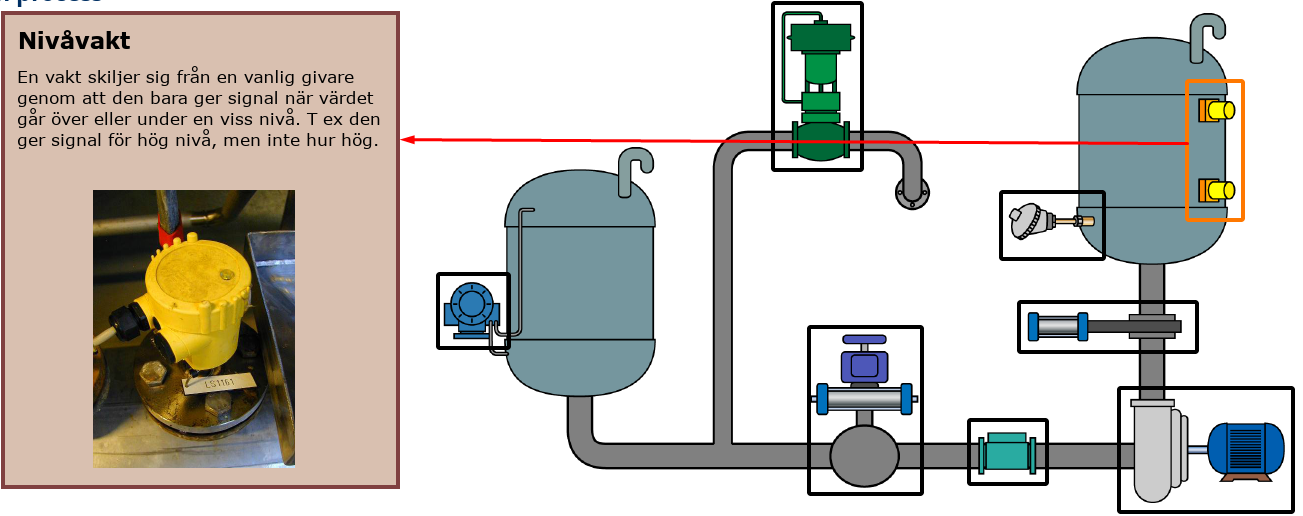 process
Nivåvakt
En vakt skiljer sig från en vanlig givare
genom att den bara ger signal när värdet
går över eller under en viss nivå. T ex den
ger signal för hög nivå, men inte hur hög.
LS1161